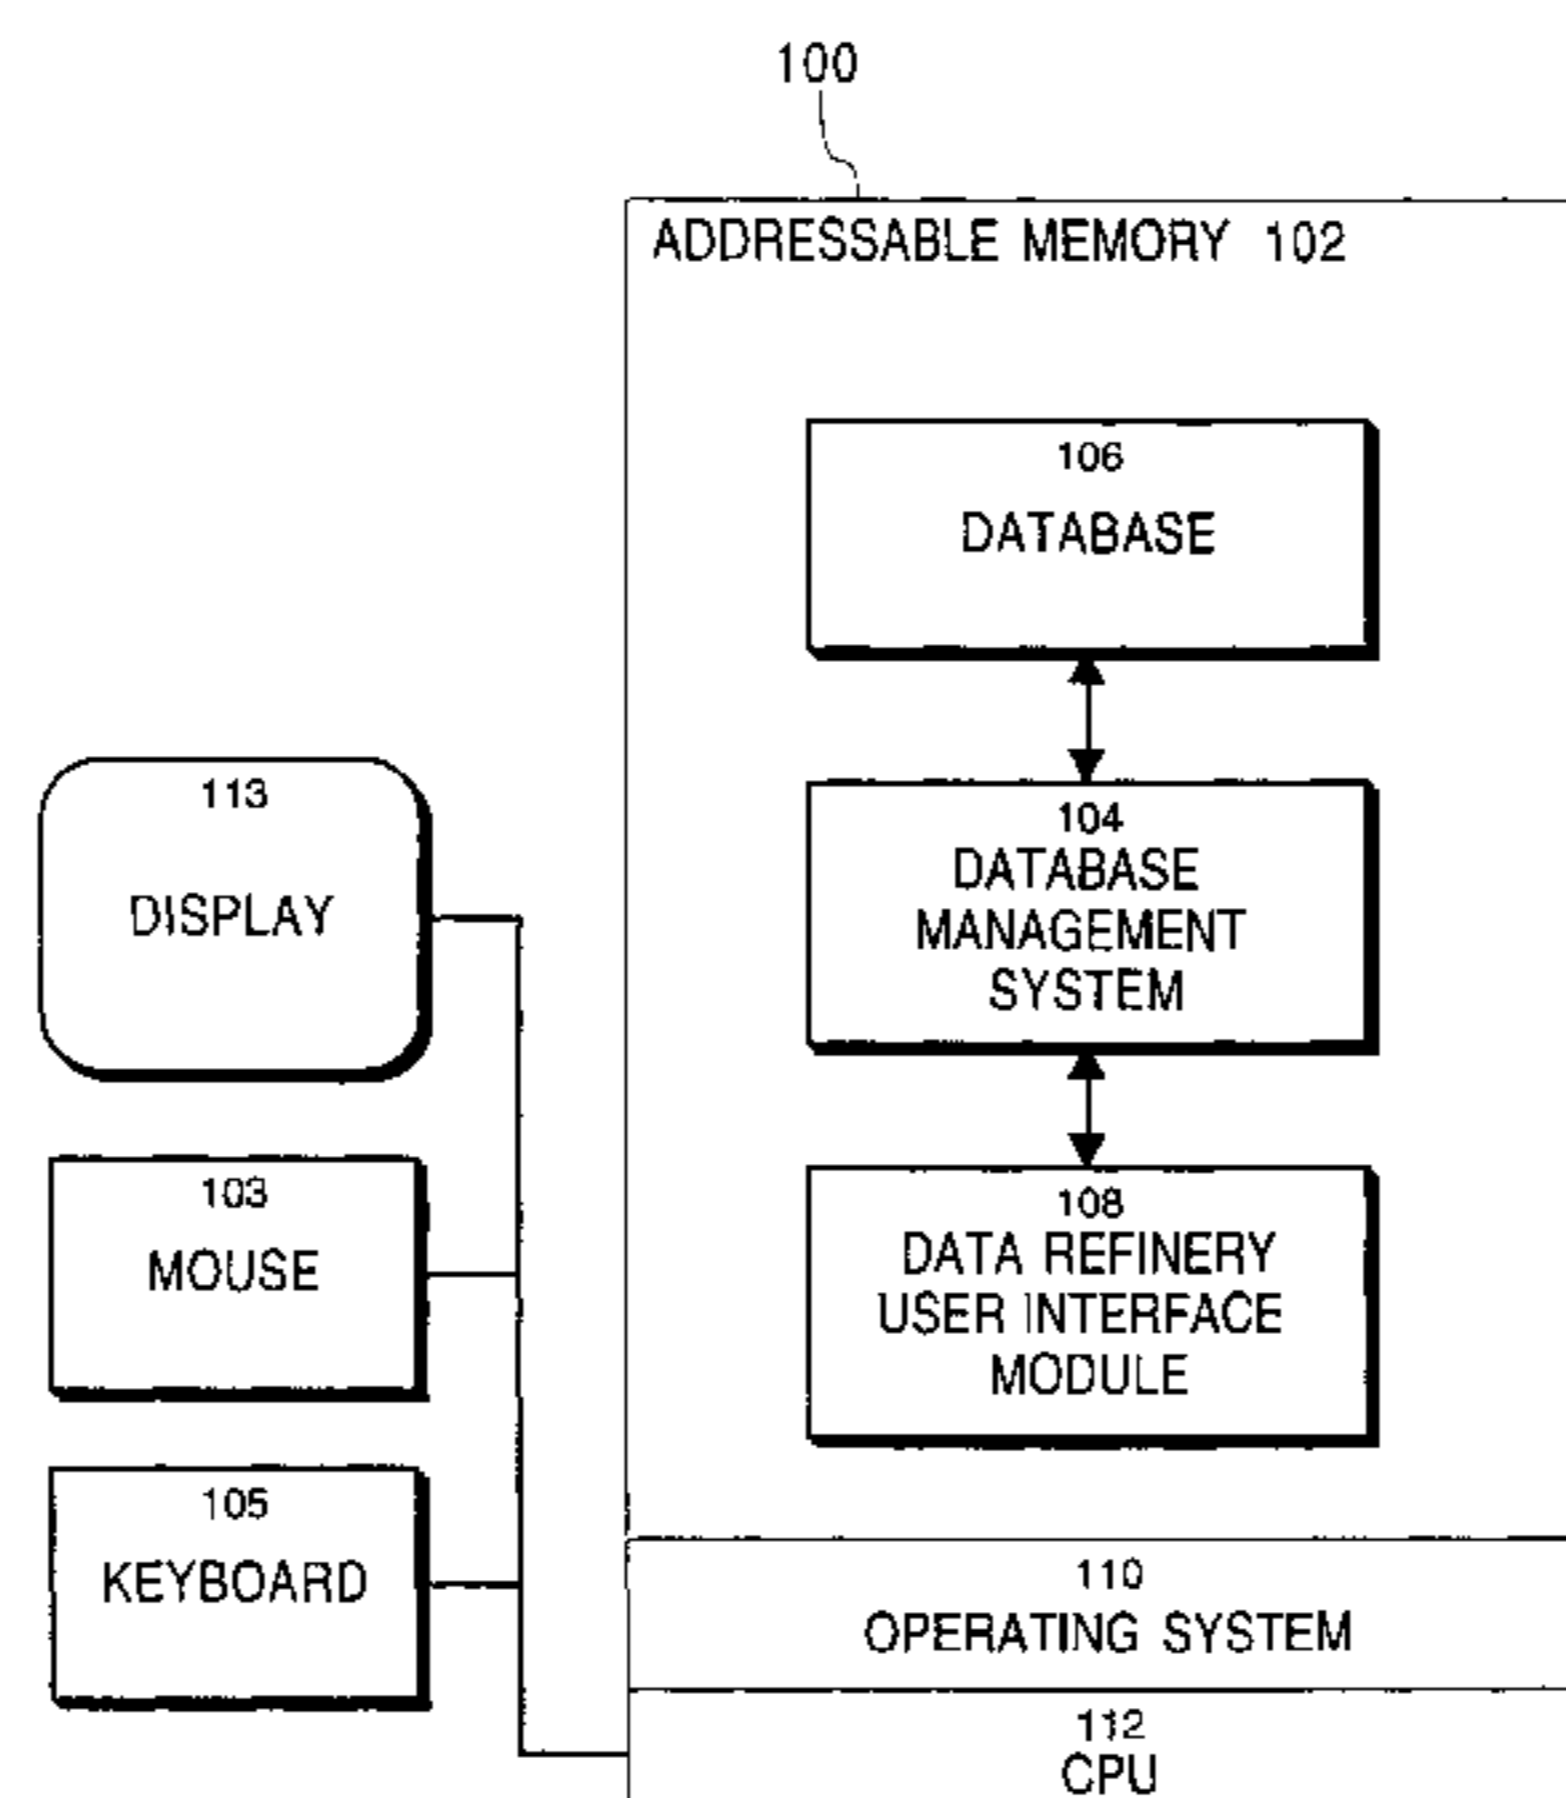 100
ADDRESSABLE MEMORY 102
106
DATABASE
104
DATABASE
MANAGEMENT
SYSTEM
108
DATA REFINERY
USER INTERFACE
MODULE
113
DISPLAY
103
MOUSE
105
KEYBOARD
110
OPERATING SYSTEM
112
CPU